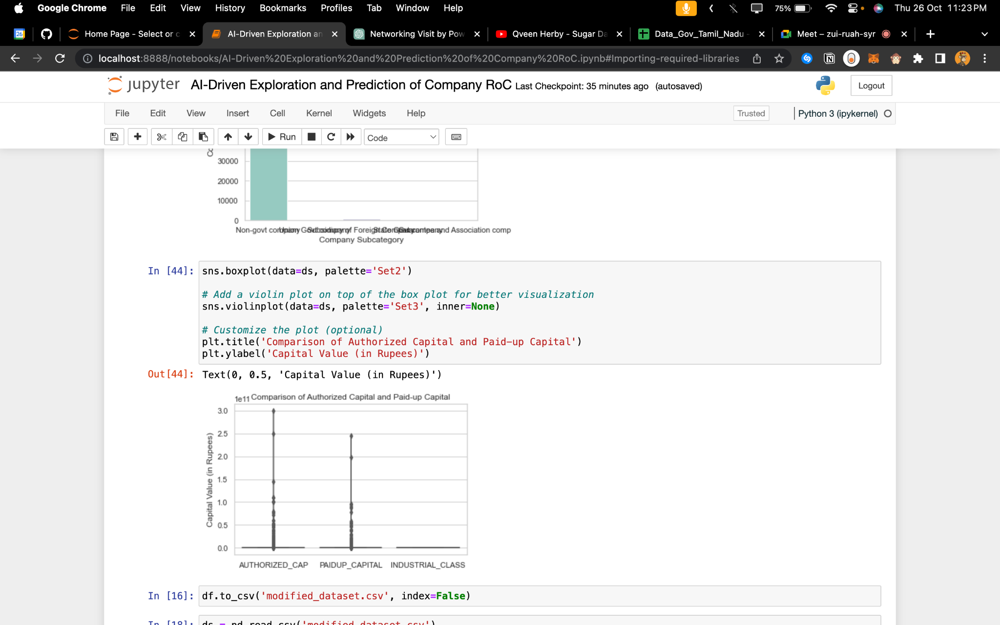 Google Chrome File Edit View History Bookmarks Profiles Tab Window Help 75% Thu 26 Oct 11:23 PM
26 Home Page - Select or c AI-Driven Exploration an Networking Visit by Pow Qveen Herby - Sugar Da Data_Gov_Tamil_Nadu - Meet – zui-ruah-syr
localhost:8888/notebooks/AI-Driven%20Exploration%20and%20Prediction%20of%20Company%20RoC.ipynb#Importing-required-libraries
jupyter AI-Driven Exploration and Prediction of Company RoC Last Checkpoint: 35 minutes ago (autosaved) Logout
File Edit View Insert Cell Kernel Widgets Help Trusted Python 3 (ipykernel)
Run Code
30000
20000
10000
0
Non-govt company Union Subsidiary of Foreign and Association comp
Company Subcategory
In [44]: sns.boxplot(data=ds, palette='Set2')
# Add a violin plot on top of the box plot for better visualization
sns.violinplot(data=ds, palette='Set3', inner=None)
# Customize the plot (optional)
plt.title('Comparison of Authorized Capital and Paid-up Capital')
plt.ylabel('Capital Value (in Rupees)')
Out[44]: Text(0, 0.5, 'Capital Value (in Rupees)')
1e11 Comparison of Authorized Capital and Paid-up Capital
Capital Value (in Rupees)
3.0
2.5
2.0
1.5
1.0
0.5
0.0
AUTHORIZED_CAP PAIDUP_CAPITAL INDUSTRIAL_CLASS
In [16]: df.to_csv('modified_dataset.csv', index=False)
In [18]: ds = pd.read_csv('modified_dataset.csv')